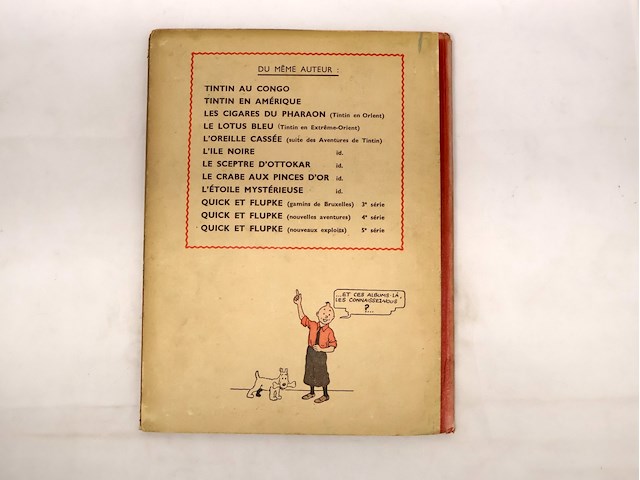 DU MÊME AUTEUR :
TINTIN AU CONGO
TINTIN EN AMÉRIQUE
LES CIGARES DU PHARAON (Tintin en Orient)
LE LOTUS BLEU (Tintin en Extrême-Orient)
L'OREILLE CASSÉE (suite des Aventures de Tintin)
L'ILE NOIRE id.
LE SCEPTRE D'OTTOKAR id.
LE CRABE AUX PINCES D'OR id.
L'ÉTOILE MYSTÉRIEUSE id.
QUICK ET FLUPKE (gamins de Bruxelles) 3e série
QUICK ET FLUPKE (nouvelles aventures) 4e série
QUICK ET FLUPKE (nouveaux exploits) 5e série
...ET CES ALBUMS-LÀ,
LES CONNAISSEZ-VOUS
?...